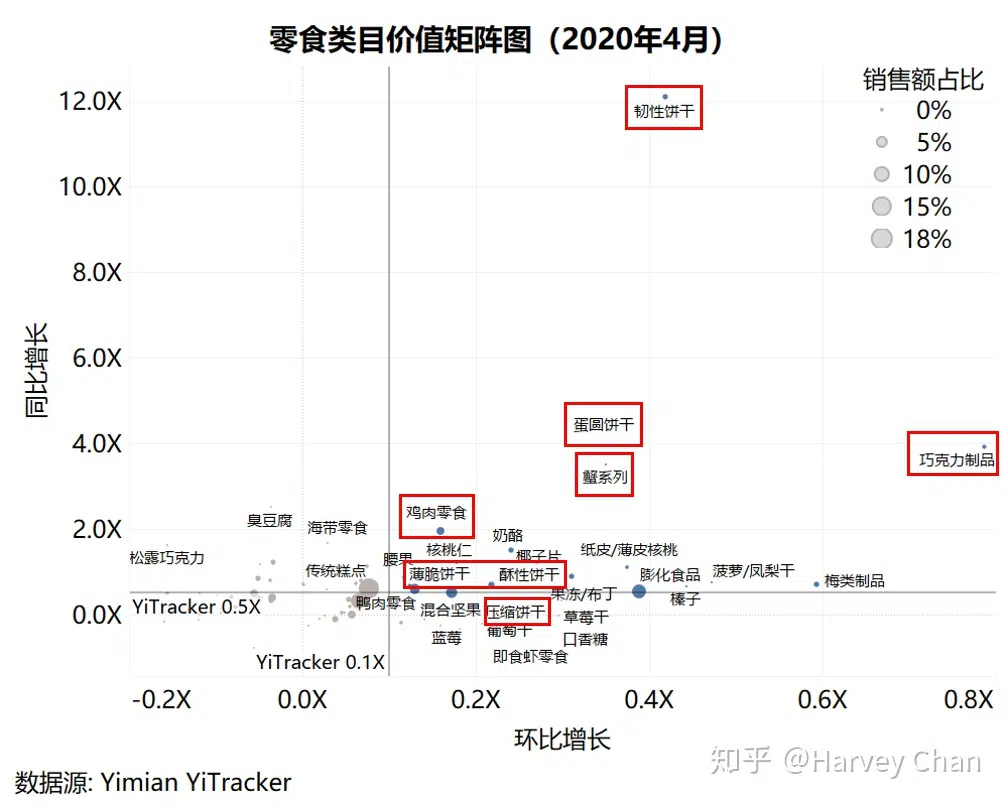 零食类目价值矩阵图（2020年4月）
销售额占比
0%
5%
10%
15%
18%
同比增长
12.0X
10.0X
8.0X
6.0X
4.0X
2.0X
0.0X
韧性饼干
蛋圆饼干
巧克力制品
蟹系列
鸡肉零食
臭豆腐
海带零食
奶酪
松露巧克力
腰果
核桃仁
椰子片
纸皮/薄皮核桃
传统糕点
薄脆饼干
酥性饼干
膨化食品
菠萝/凤梨干
梅类制品
YiTracker 0.5X
鸭肉零食
混合坚果
压缩饼干
果冻/布丁
榛子
草莓干
蓝莓
葡萄干
口香糖
即食虾零食
YiTracker 0.1X
-0.2X
0.0X
0.2X
0.4X
0.6X
0.8X
环比增长
知乎 @Harvey Chan
数据源: Yimian YiTracker